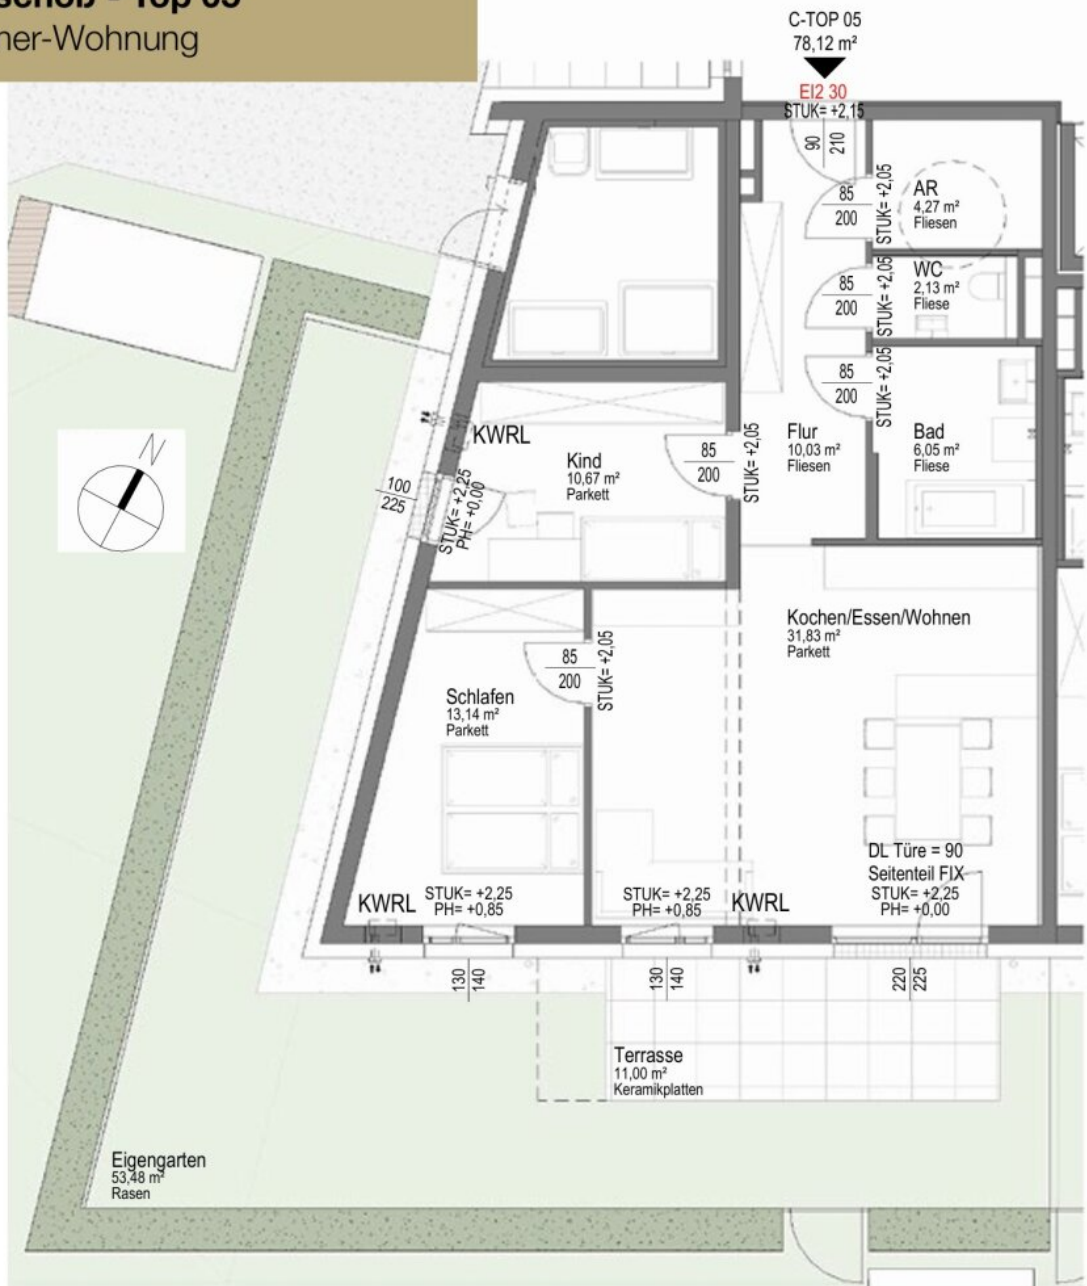 Top 05
-Wohnung
C-TOP 05
78,12 m²
EI2 30
STUK= +2,15
90
210
85
200
STUK= +2,05
AR
4,27 m²
Fliesen
85
200
STUK= +2,05
WC
2,13 m²
Fliese
85
200
STUK= +2,05
Bad
6,05 m²
Fliese
Flur
10,03 m²
Fliesen
N
KWRL
100
225
STUK= +2,25
PH= +0,00
Kind
10,67 m²
Parkett
85
200
STUK= +2,05
Kochen/Essen/Wohnen
31,83 m²
Parkett
85
200
STUK= +2,05
Schlafen
13,14 m²
Parkett
DL Türe = 90
Seitenteil FIX
STUK= +2,25
PH= +0,00
KWRL
STUK= +2,25
PH= +0,85
STUK= +2,25
PH= +0,85
KWRL
130
140
130
140
220
225
Terrasse
11,00 m²
Keramikplatten
Eigengarten
53,48 m²
Rasen